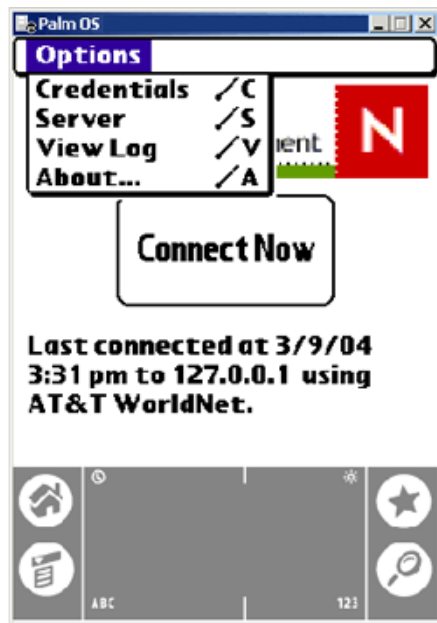 Palm OS
Options
Credentials /C
Server /S
View Log /V
About... /A
N
Connect Now
Last connected at 3/9/04
3:31 pm to 127.0.0.1 using
AT&T WorldNet.
ABC
123